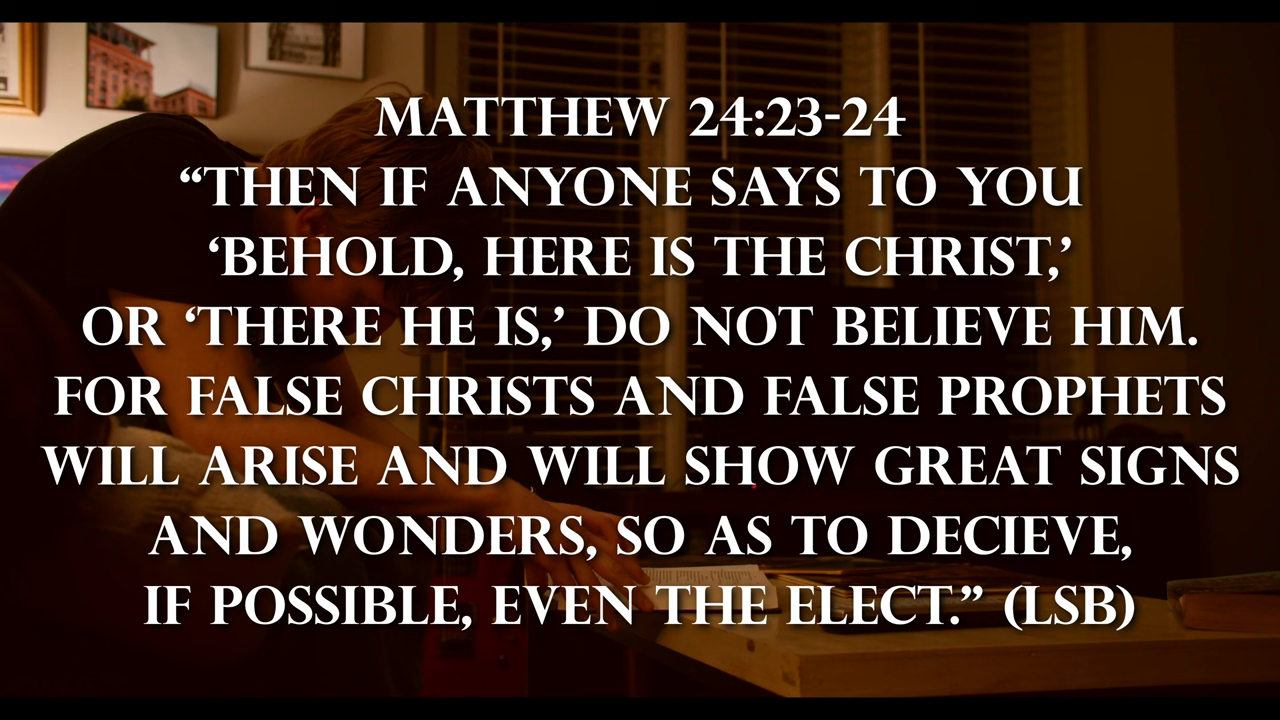 MATTHEW 24:23-24
“THEN IF ANYONE SAYS TO YOU
‘BEHOLD, HERE IS THE CHRIST,’
OR ‘THERE HE IS,’ DO NOT BELIEVE HIM.
FOR FALSE CHRISTS AND FALSE PROPHETS
WILL ARISE AND WILL SHOW GREAT SIGNS
AND WONDERS, SO AS TO DECIEVE,
IF POSSIBLE, EVEN THE ELECT.” (LSB)